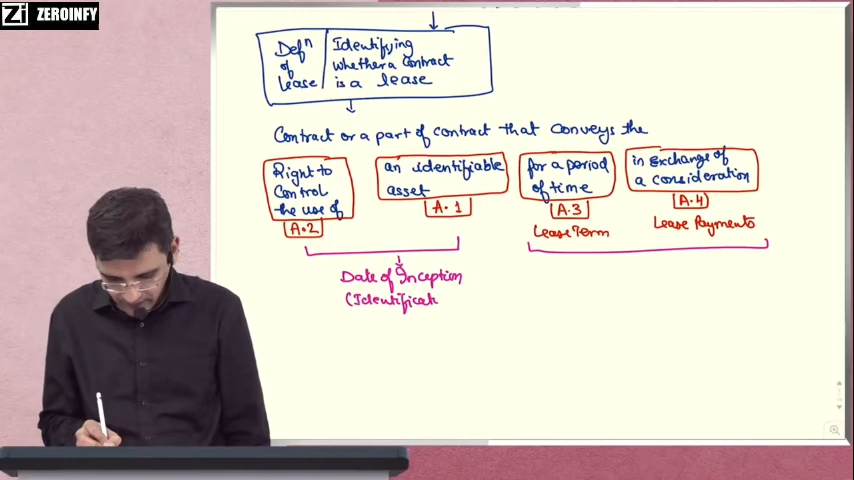 Zi ZEROINFY
Defn of Lease
Identifying
whether a Contract
is a lease
Contract or a part of contract that conveys the
Right to
Control
the use of
A.2
an identifiable
asset
A.1
for a period
of time
A.3
Lease Term
in Exchange of
a consideration
A.4
Lease Payments
Date of Inception
(Identificati